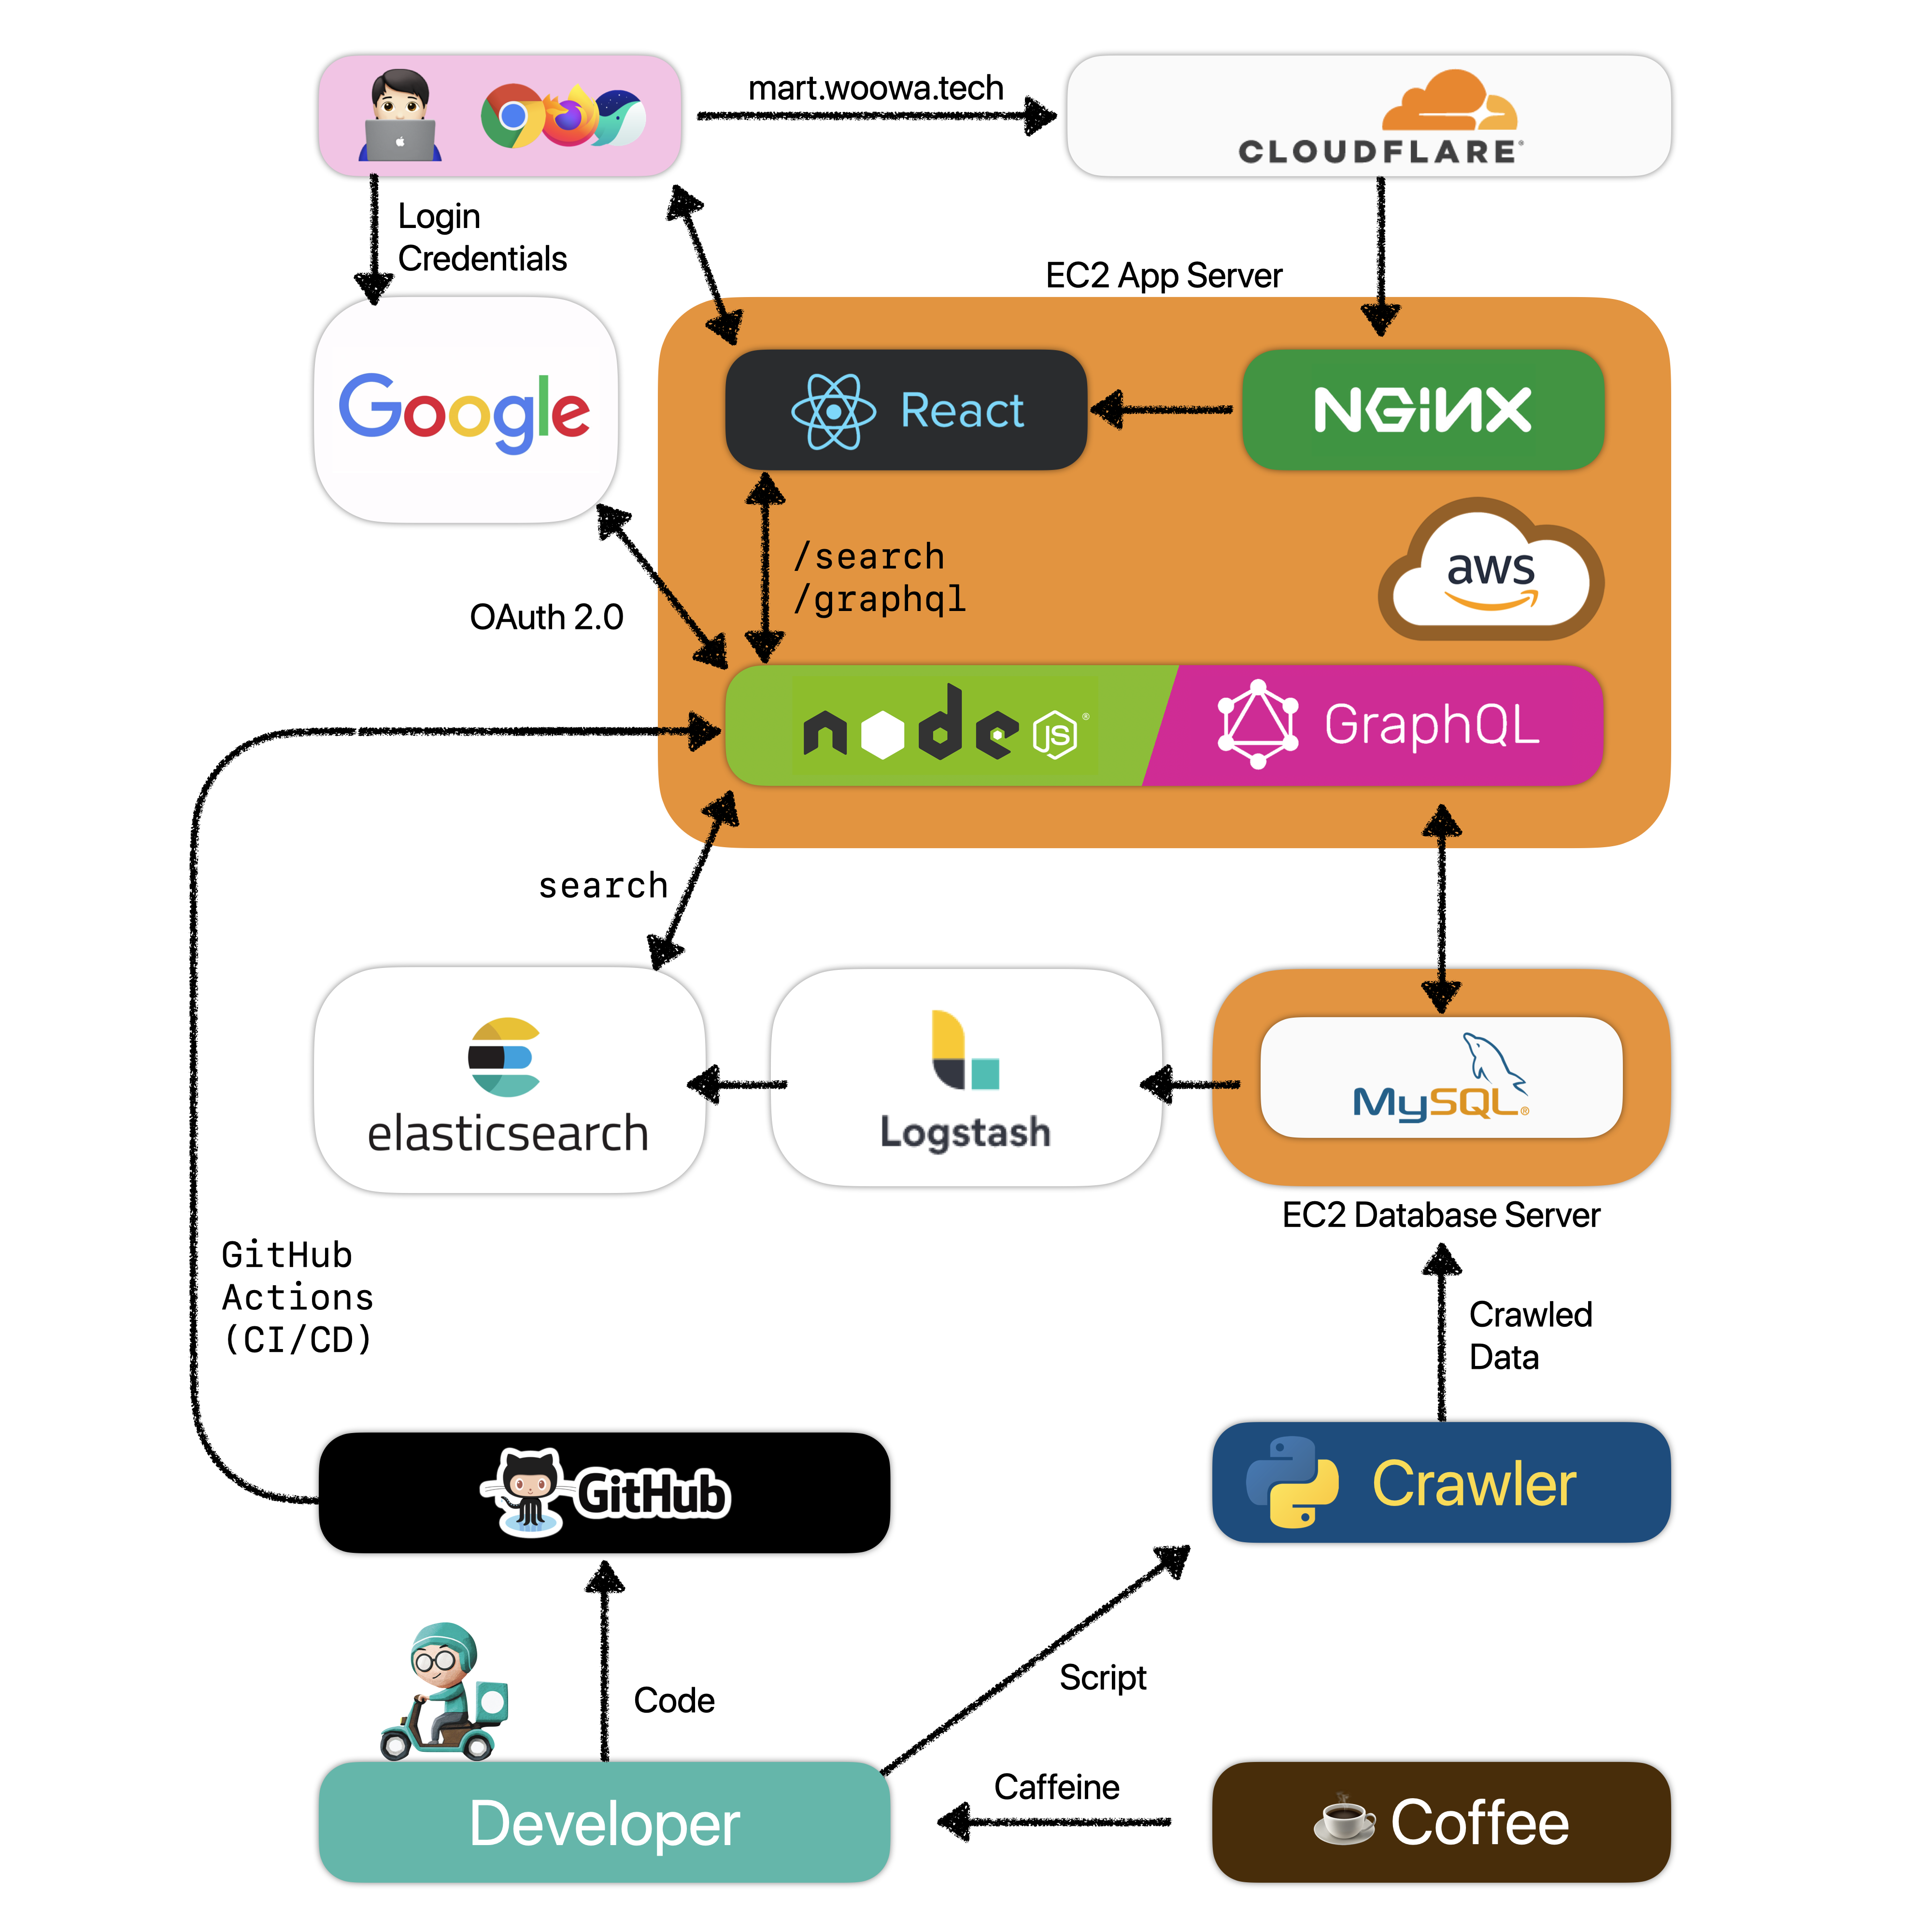 mart.woowa.tech
CLOUDFLARE®
Login
Credentials
EC2 App Server
Google
React
NGiNX
/search
/graphql
aws
OAuth 2.0
node JS®
GraphQL
search
elasticsearch
Logstash
MySQL®
EC2 Database Server
GitHub
Actions
(CI/CD)
Crawled
Data
GitHub
Crawler
Code
Script
Caffeine
Developer
Coffee